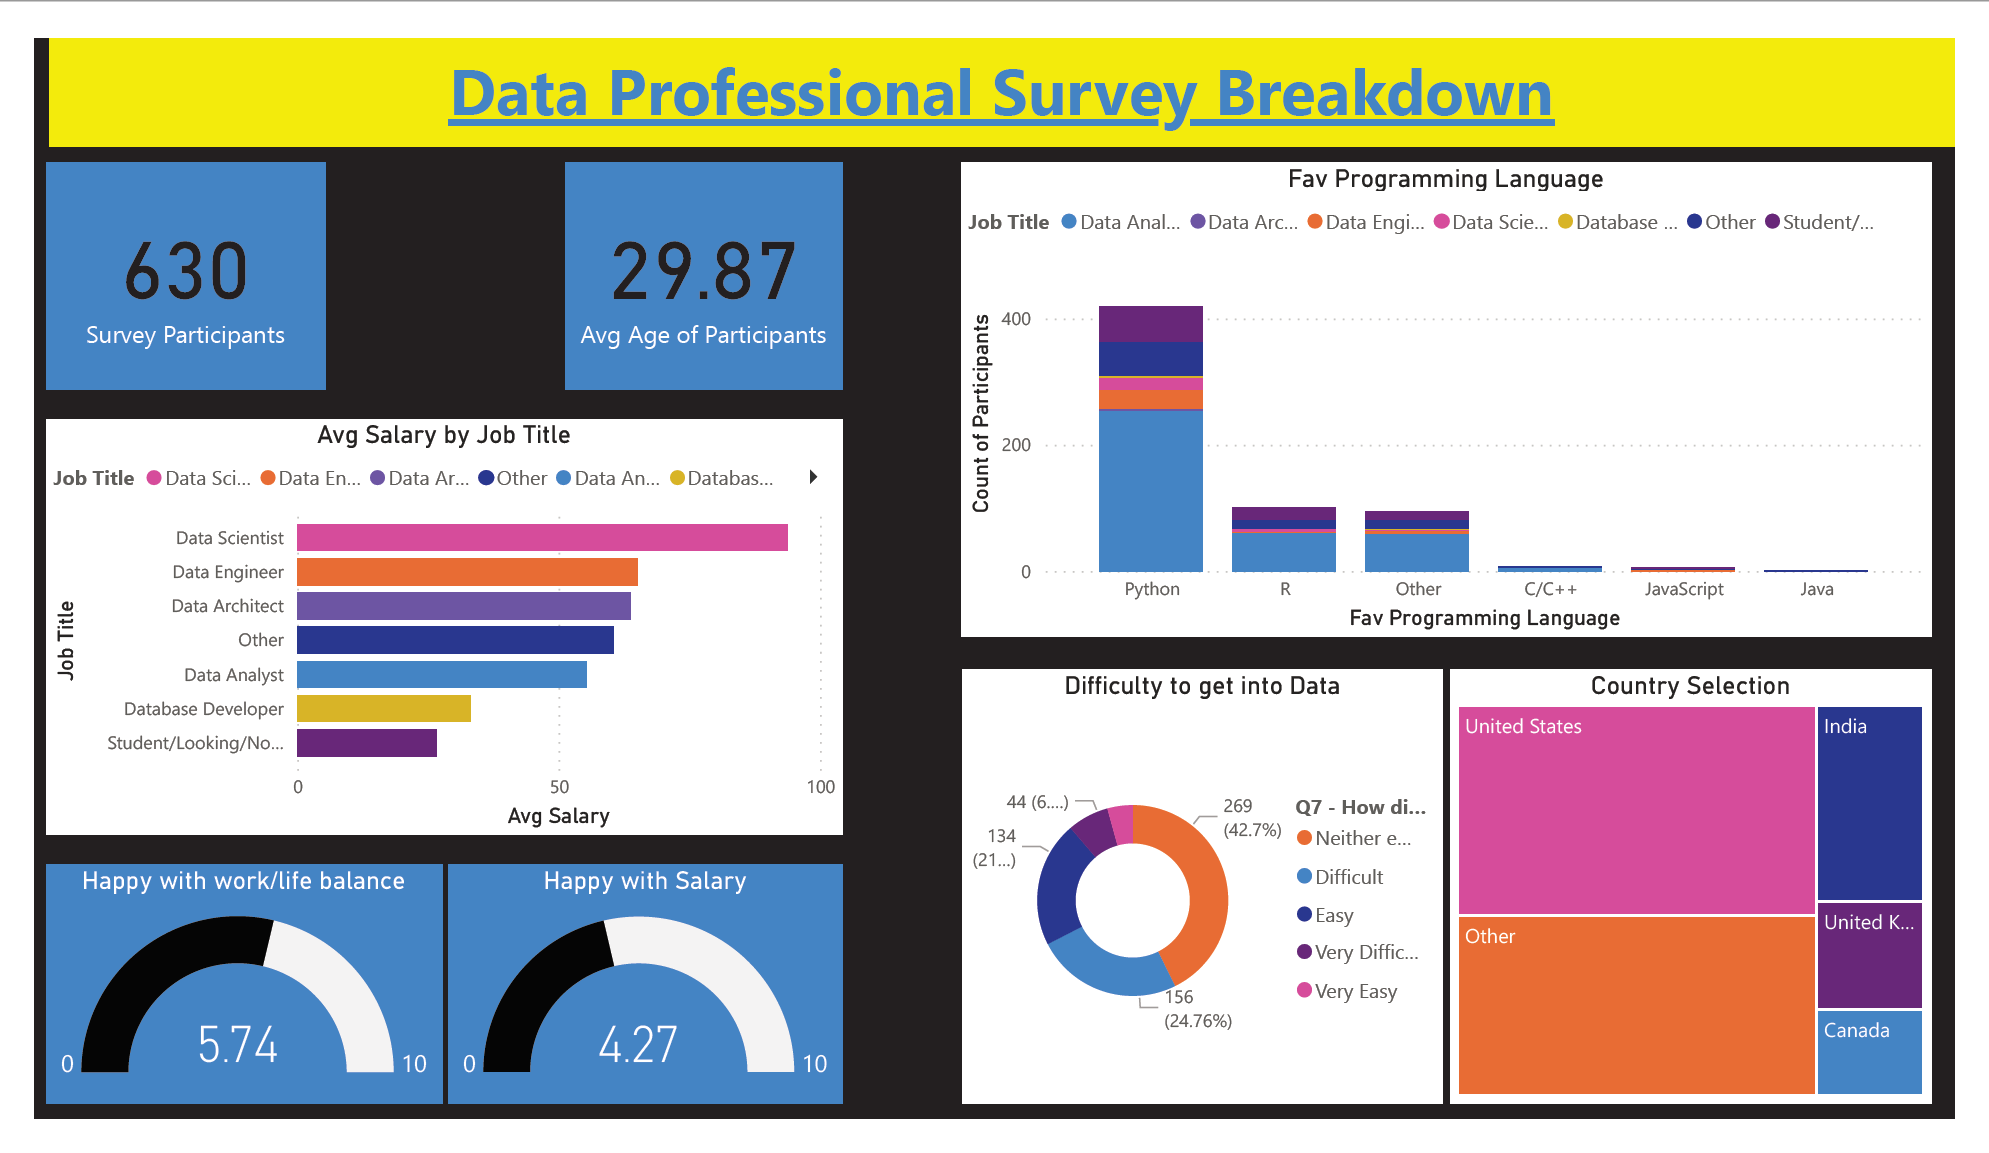 Data Professional Survey Breakdown
630
Survey Participants
29.87
Avg Age of Participants
Avg Salary by Job Title
Job Title Data Sci... Data En... Data Ar... Other Data An... Databas...
Job Title
Data Scientist
Data Engineer
Data Architect
Other
Data Analyst
Database Developer
Student/Looking/No...
0 50 100
Avg Salary
Happy with work/life balance
5.74
0 10
Happy with Salary
4.27
0 10
Fav Programming Language
Job Title Data Anal... Data Arc... Data Engi... Data Scie... Database ... Other Student/...
Count of Participants
400
200
0
Python R Other C/C++ JavaScript Java
Fav Programming Language
Difficulty to get into Data
44 (6....)
134
(21...)
269
(42.7%)
156
(24.76%)
Q7 - How di...
Neither e...
Difficult
Easy
Very Diffic...
Very Easy
Country Selection
United States
Other
India
United K...
Canada